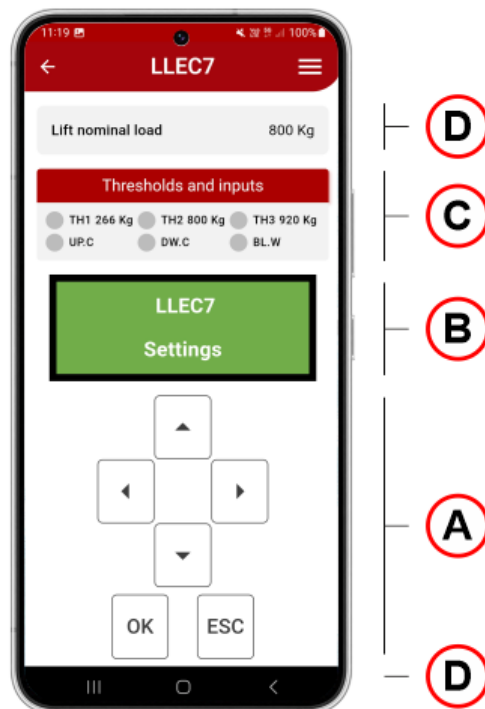 11:19 100%
LLEC7
Lift nominal load 800 Kg
D
Thresholds and inputs
TH1 266 Kg TH2 800 Kg TH3 920 Kg
UP.C DW.C BL.W
C
LLEC7
Settings
B
A
OK ESC
D